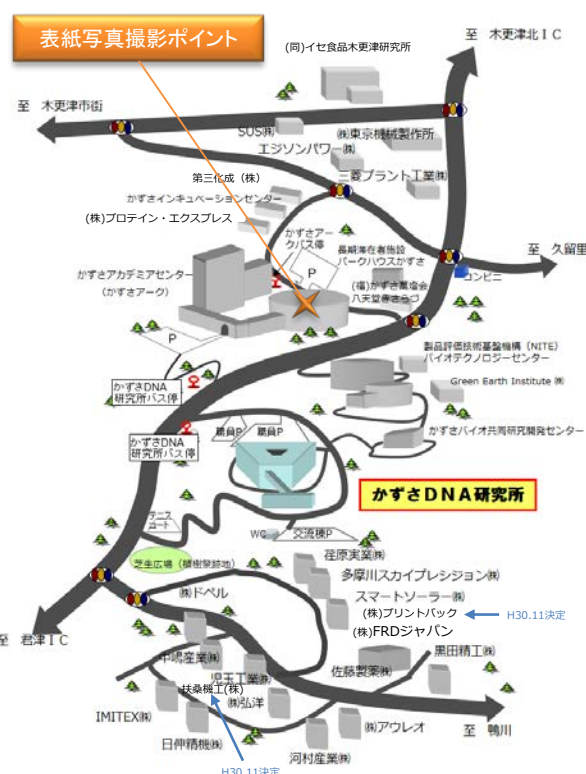 表紙写真撮影ポイント
至 木更津北IC
(同)イセ食品木更津研究所
至 木更津市街
SUS㈱
㈱東京機械製作所
エジソンパワー㈱
三菱プラント工業㈱
第三化成(株)
かずさインキュベーションセンター
(株)プロテイン・エクスプレス
かずさアー
クバス停
長期滞在者施設
パークハウスかずさ
至 久留里
P
コンビニ
かずさアカデミアセンター
(かずさアーク)
(福)かずさ萬燈会
八天堂きさらづ
P
製品評価技術基盤機構(NITE)
バイオテクノロジーセンター
Green Earth Institute ㈱
かずさDNA
研究所バス停
かずさDNA
研究所バス停
職員P
職員P
かずさバイオ共同研究開発センター
かずさDNA研究所
テニス
コート
WC
交流棟P
芝生広場(植樹祭跡地)
荏原実業㈱
多摩川スカイプレシジョン㈱
スマートソーラー㈱
㈱ドペル
(株)プリントパック
H30.11決定
(株)FRDジャパン
至 君津IC
中嶋産業㈱
黒田精工㈱
児玉工業㈱
佐藤製薬㈱
扶桑機工(株)
㈱弘洋
IMITEX㈱
㈱アウレオ
至 鴨川
日伸精機㈱
河村産業㈱
H30.11決定